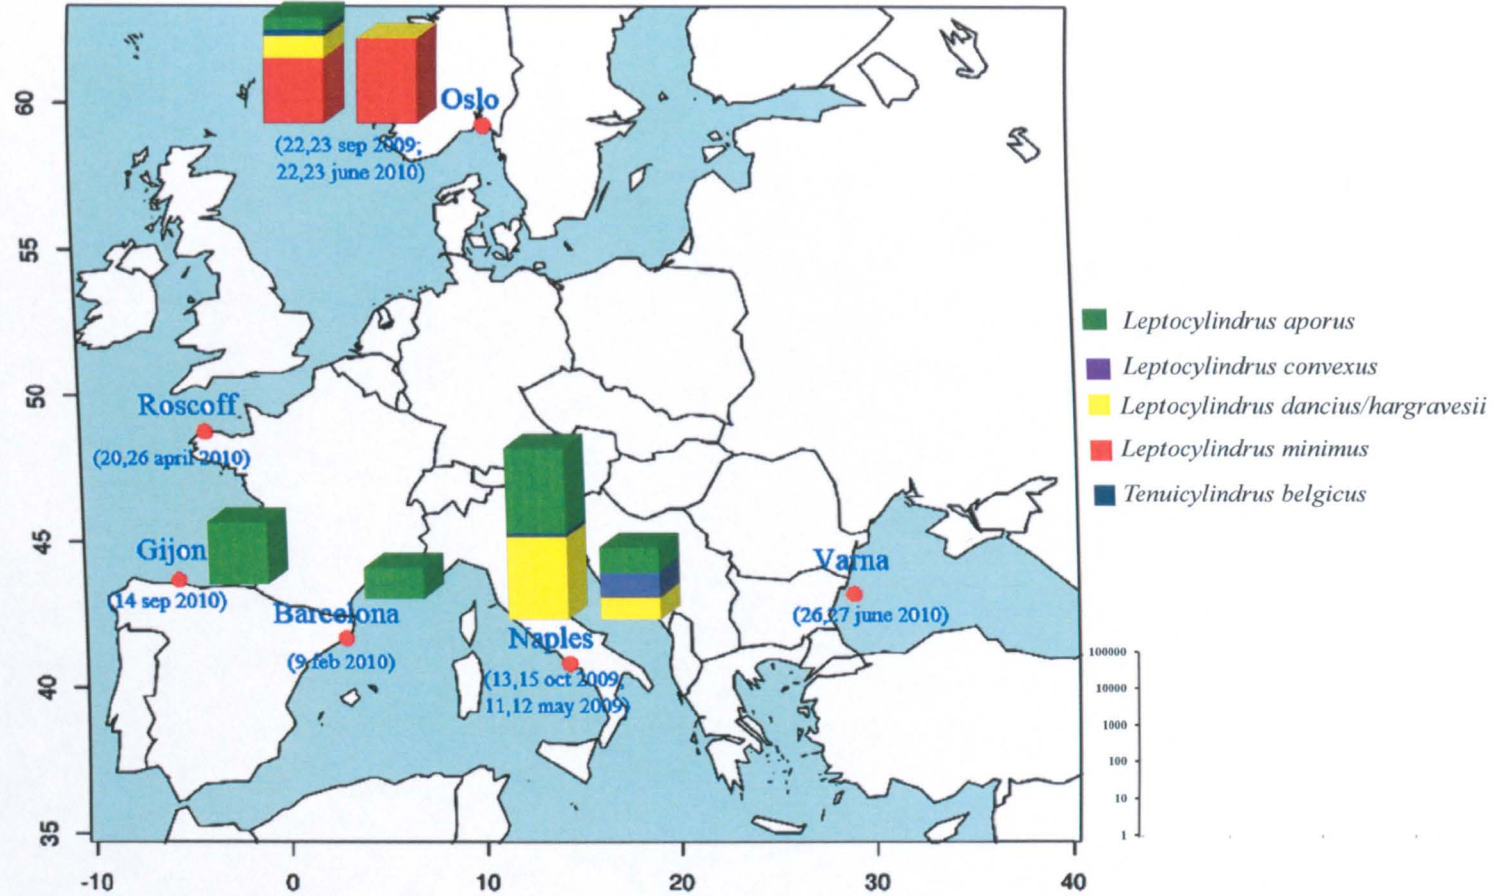 60
55
50
45
40
35
-10
0
10
20
30
40
Oslo
(22,23 sep 2009;
22,23 june 2010)
Roscoff
(20,26 april 2010)
Gijon
(14 sep 2010)
Barcelona
(9 feb 2010)
Naples
(13,15 oct 2009,
11,12 may 2009)
Varna
(26,27 june 2010)
Leptocylindrus aporus
Leptocylindrus convexus
Leptocylindrus dancius/hargravesii
Leptocylindrus minimus
Tenuicylindrus belgicus
100000
10000
1000
100
10
1